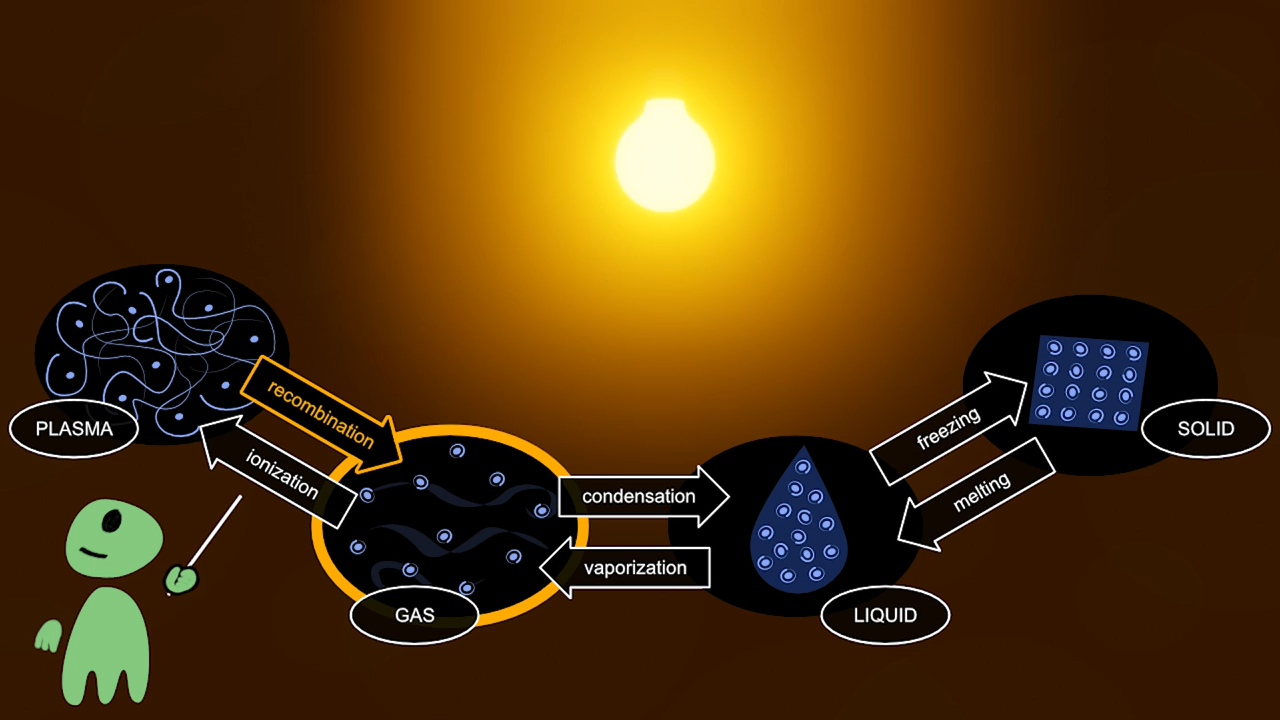 PLASMA
recombination
ionization
GAS
condensation
vaporization
LIQUID
freezing
melting
SOLID